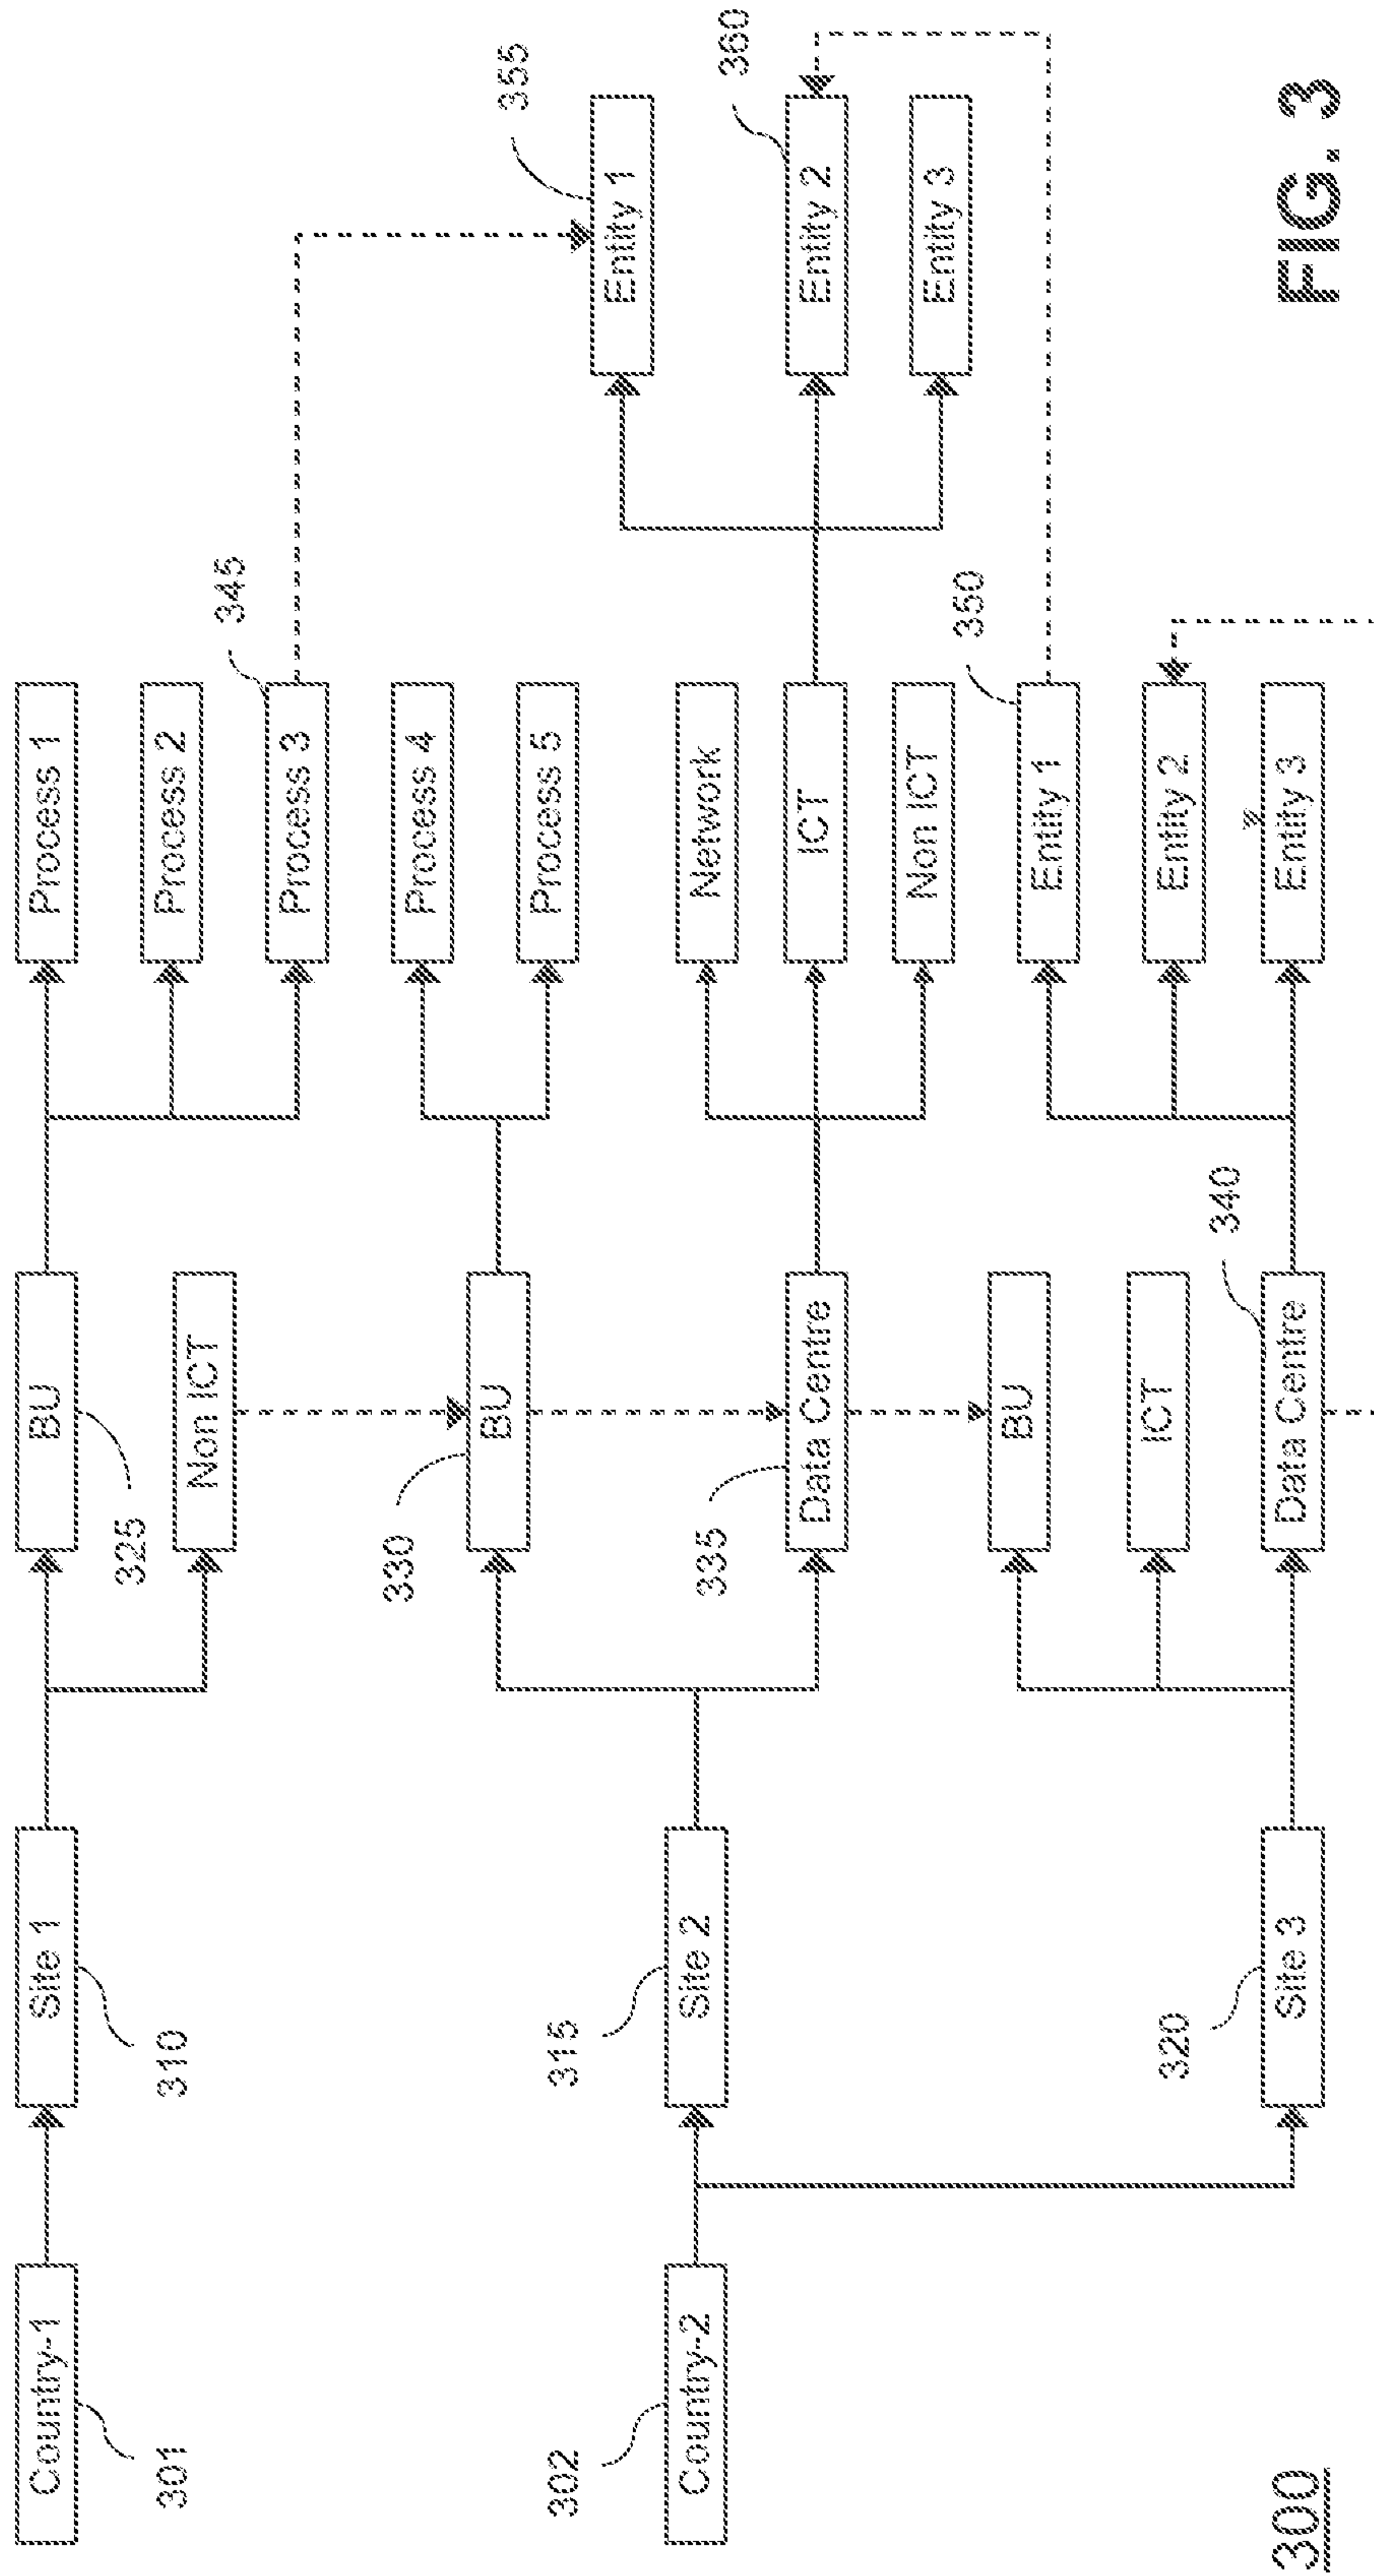 Country-1
301
Country-2
302
300
Site 1
310
Site 2
315
Site 3
320
BU
325
Non ICT
BU
330
Data Centre
335
BU
ICT
Data Centre
340
Process 1
Process 2
Process 3
345
Process 4
Process 5
Network
ICT
Non ICT
Entity 1
350
Entity 2
Entity 3
Entity 1
355
Entity 2
360
Entity 3
FIG. 3